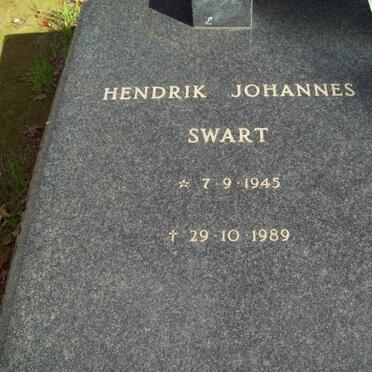 HENDRIK JOHANNES
SWART
☆ 7·9·1945
† 29·10·1989